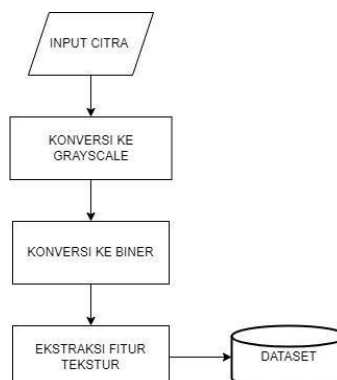 INPUT CITRA
KONVERSI KE
GRAYSCALE
KONVERSI KE BINER
EKSTRAKSI FITUR
TEKSTUR
DATASET